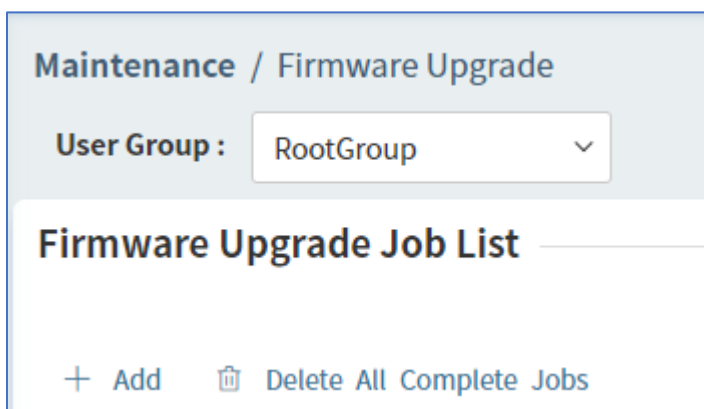 Maintenance / Firmware Upgrade
User Group : RootGroup
Firmware Upgrade Job List
+ Add Delete All Complete Jobs